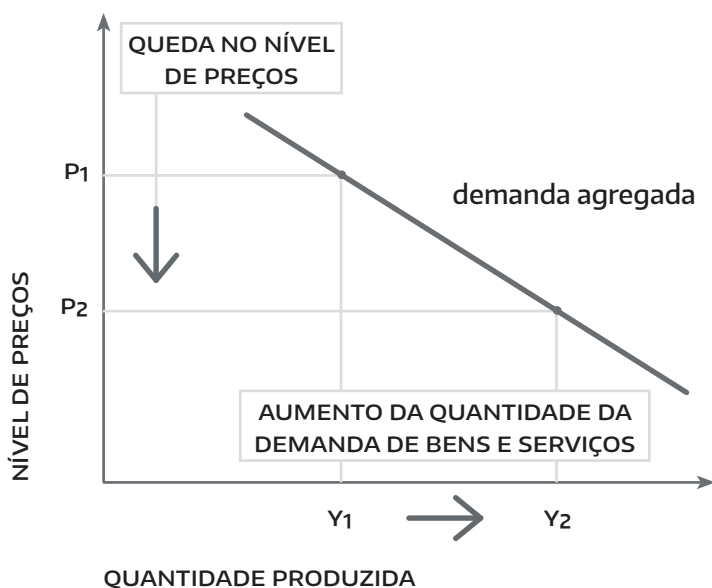 QUEDA NO NÍVEL
DE PREÇOS
P1
demanda agregada
P2
NÍVEL DE PREÇOS
AUMENTO DA QUANTIDADE DA
DEMANDA DE BENS E SERVIÇOS
Y1
Y2
QUANTIDADE PRODUZIDA